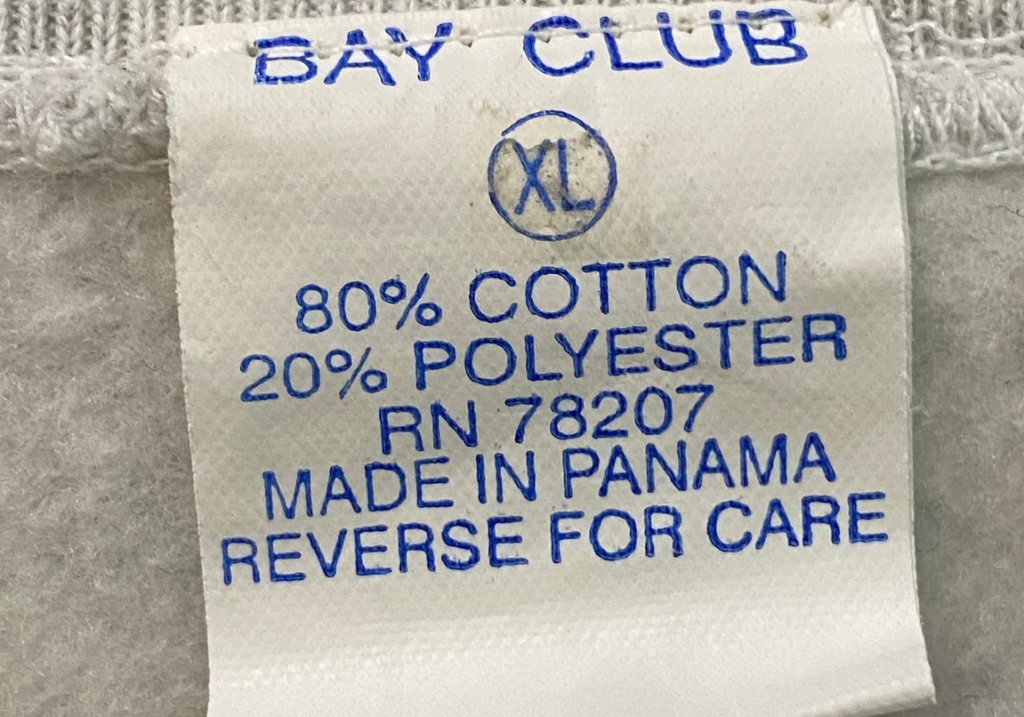 BAY CLUB
XL
80% COTTON
20% POLYESTER
RN 78207
MADE IN PANAMA
REVERSE FOR CARE